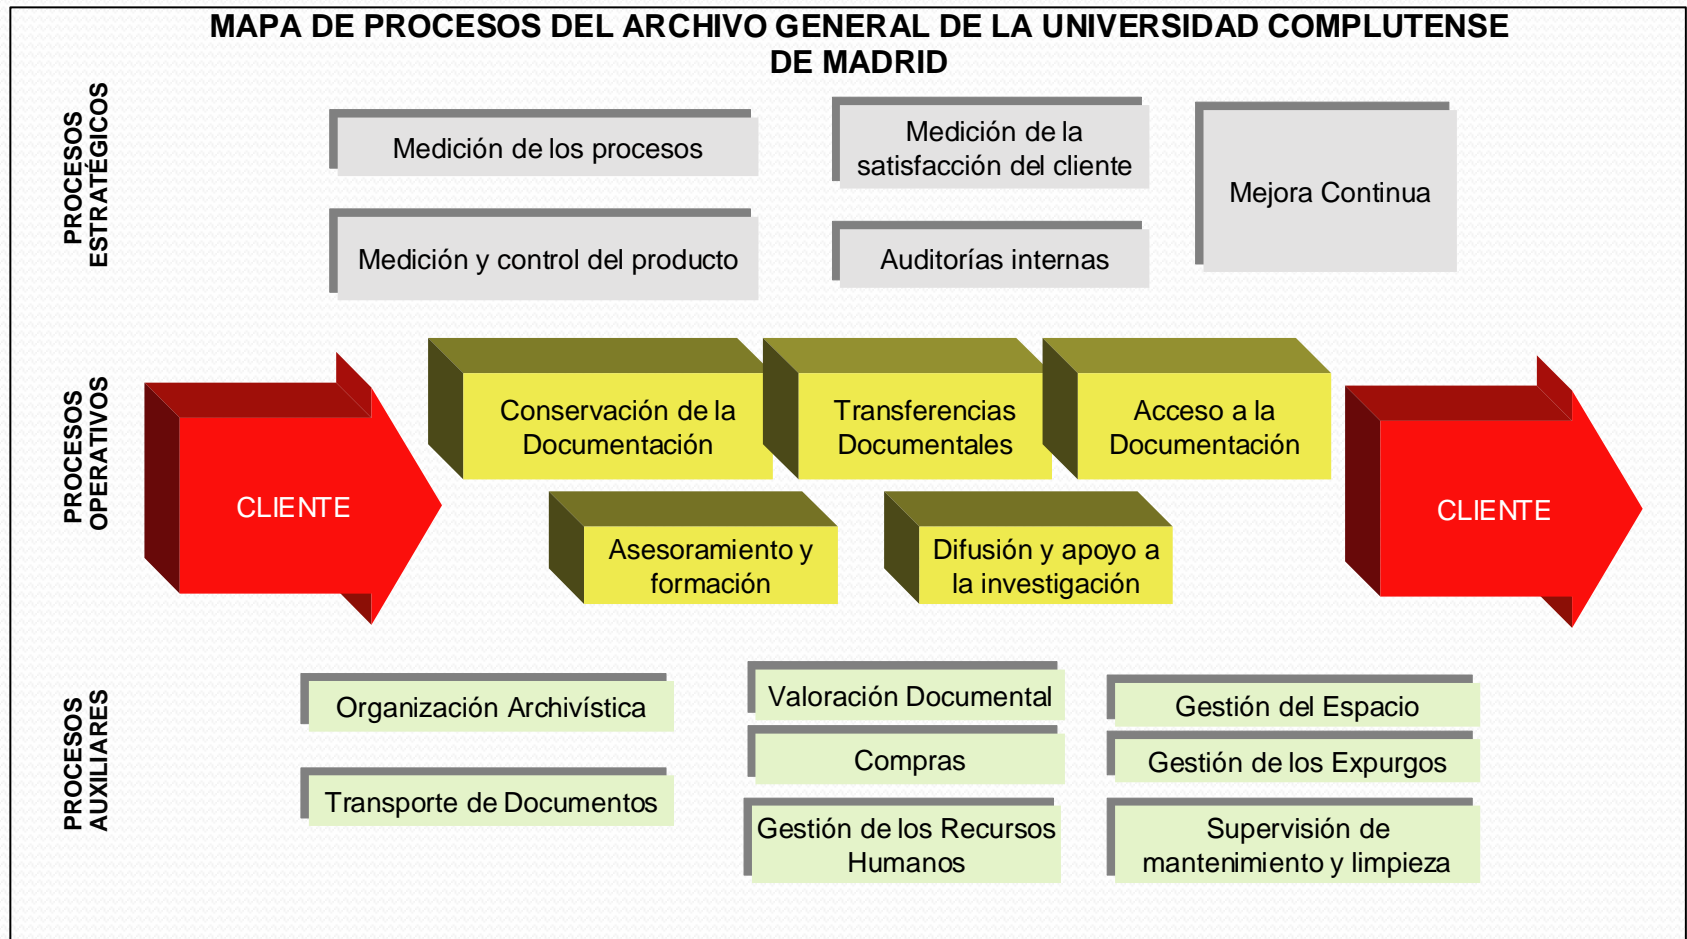 MAPA DE PROCESOS DEL ARCHIVO GENERAL DE LA UNIVERSIDAD COMPLUTENSE
DE MADRID
PROCESOS
ESTRATÉGICOS
Medición de los procesos
Medición de la
satisfacción del cliente
Mejora Continua
Medición y control del producto
Auditorías internas
PROCESOS
OPERATIVOS
CLIENTE
Conservación de la
Documentación
Transferencias
Documentales
Acceso a la
Documentación
Asesoramiento y
formación
Difusión y apoyo a
la investigación
CLIENTE
PROCESOS
AUXILIARES
Organización Archivística
Valoración Documental
Gestión del Espacio
Compras
Gestión de los Expurgos
Transporte de Documentos
Gestión de los Recursos
Humanos
Supervisión de
mantenimiento y limpieza